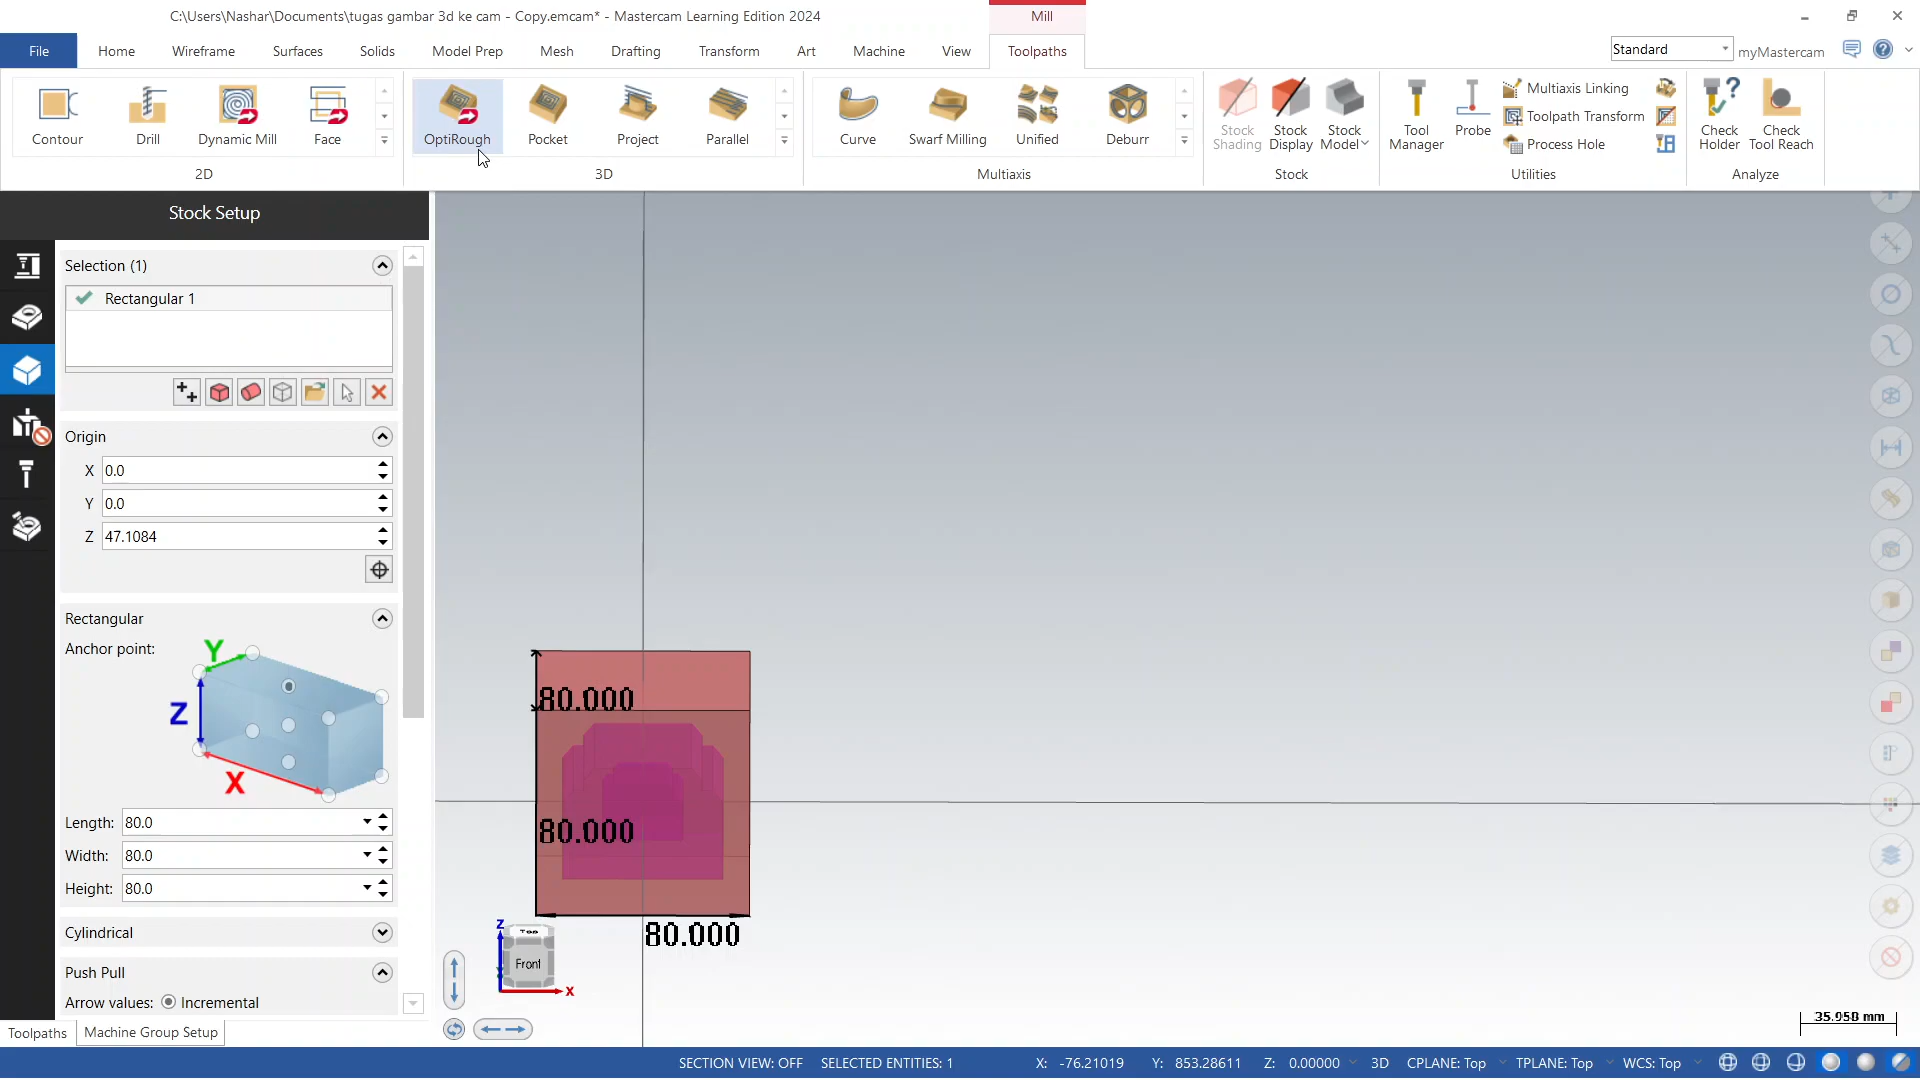 C:\Users\Nashar\Documents\tugas gambar 3d ke cam - Copy.emcam* - Mastercam Learning Edition 2024
Mill
File Home Wireframe Surfaces Solids Model Prep Mesh Drafting Transform Art Machine View Toolpaths
Standard myMastercam
Contour Drill Dynamic Mill Face
2D
OptiRough Pocket Project Parallel
3D
Curve Swarf Milling Unified Deburr
Multiaxis
Stock Shading
Stock Display
Stock Model
Stock
Tool Manager
Probe
Multiaxis Linking
Toolpath Transform
Process Hole
Utilities
Check Holder
Check Tool Reach
Analyze
Stock Setup
Selection (1)
Rectangular 1
Origin
X 0.0
Y 0.0
Z 47.1084
Rectangular
Anchor point:
Y
Z
X
Length: 80.0
Width: 80.0
Height: 80.0
Cylindrical
Push Pull
Arrow values: Incremental
Toolpaths Machine Group Setup
80.000
80.000
80.000
Z
Top
Front
X
35.958 mm
SECTION VIEW: OFF SELECTED ENTITIES: 1 X: -76.21019 Y: 853.28611 Z: 0.00000 3D CPLANE: Top TPLANE: Top WCS: Top